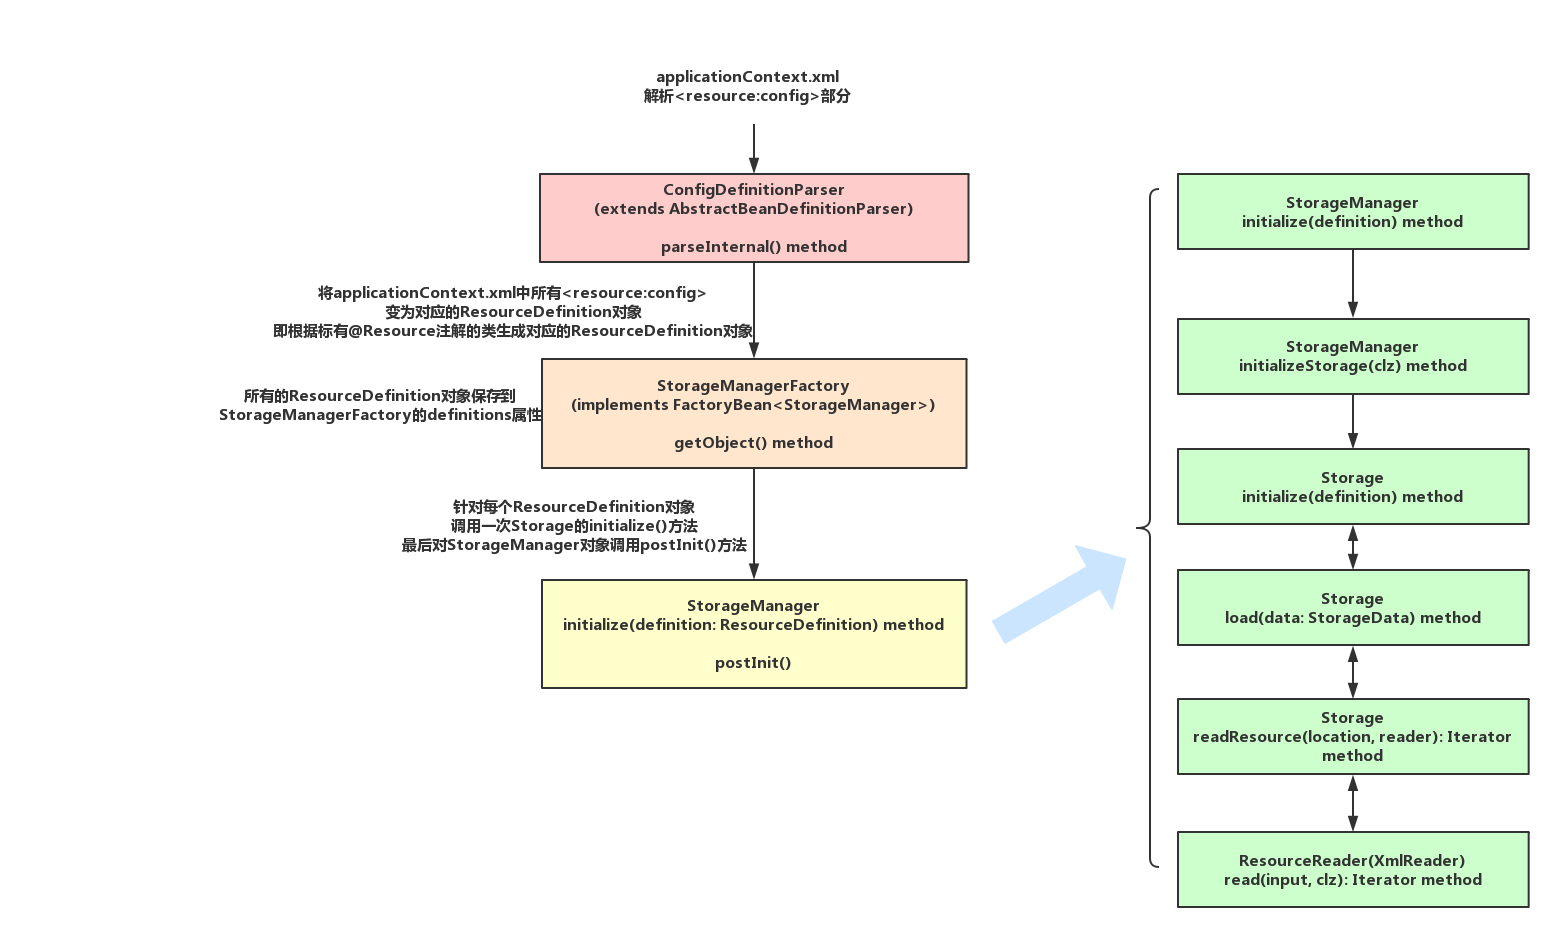 applicationContext.xml
解析<resource:config>部分
ConfigDefinitionParser
(extends AbstractBeanDefinitionParser)
parseInternal() method
将applicationContext.xml中所有<resource:config>
变为对应的ResourceDefinition对象
即根据标有@Resource注解的类生成对应的ResourceDefinition对象
所有的ResourceDefinition对象保存到
StorageManagerFactory的definitions属性
StorageManagerFactory
(implements FactoryBean<StorageManager>)
getObject() method
针对每个ResourceDefinition对象
调用一次Storage的initialize()方法
最后对StorageManager对象调用postInit()方法
StorageManager
initialize(definition: ResourceDefinition) method
postInit()
StorageManager
initialize(definition) method
StorageManager
initializeStorage(clz) method
Storage
initialize(definition) method
Storage
load(data: StorageData) method
Storage
readResource(location, reader): Iterator
method
ResourceReader(XmlReader)
read(input, clz): Iterator method